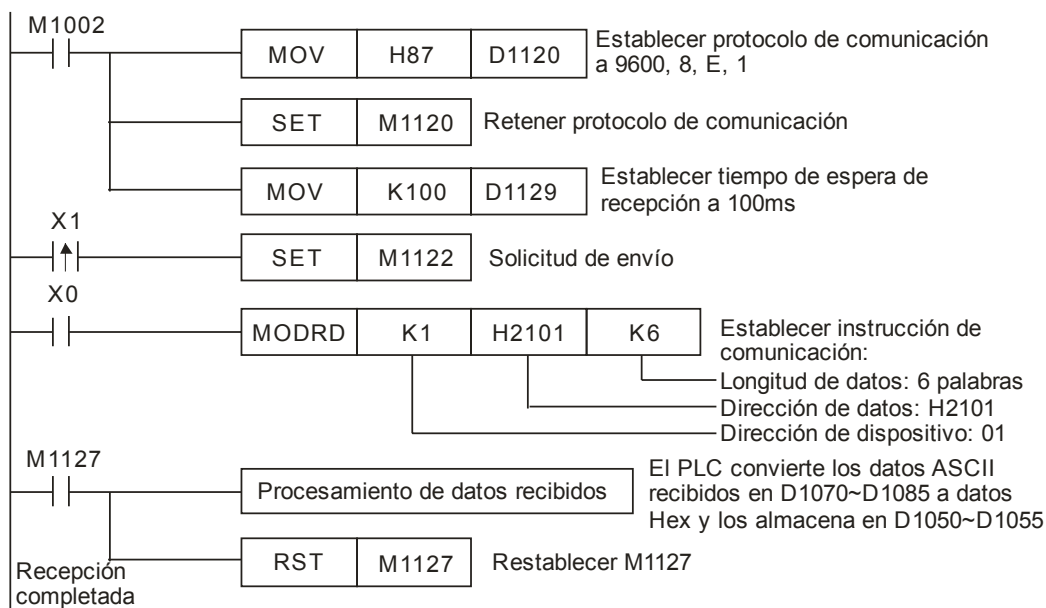 M1002
MOV H87 D1120 Establecer protocolo de comunicación
a 9600, 8, E, 1
SET M1120 Retener protocolo de comunicación
MOV K100 D1129 Establecer tiempo de espera de
recepción a 100ms
X1
SET M1122 Solicitud de envío
X0
MODRD K1 H2101 K6 Establecer instrucción de
comunicación:
Longitud de datos: 6 palabras
Dirección de datos: H2101
Dirección de dispositivo: 01
M1127
Procesamiento de datos recibidos El PLC convierte los datos ASCII
recibidos en D1070~D1085 a datos
Hex y los almacena en D1050~D1055
RST M1127 Restablecer M1127
Recepción
completada